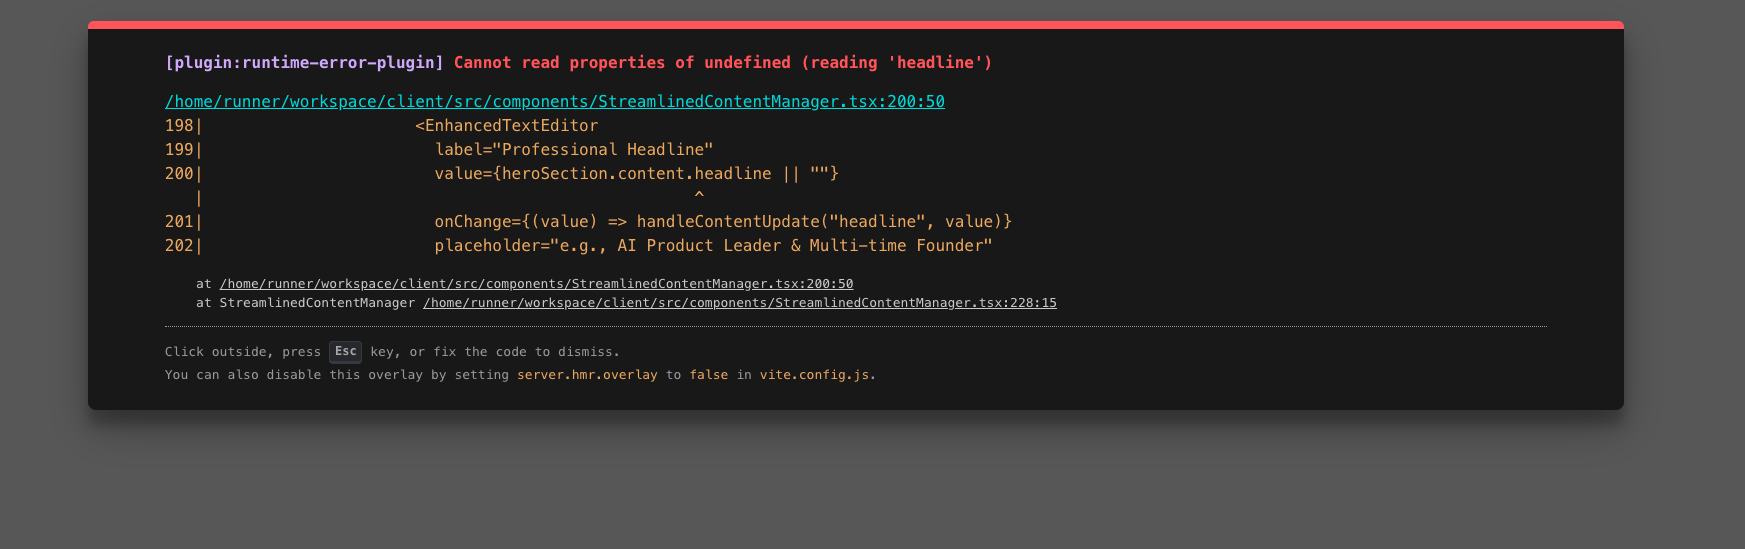 [plugin:runtime-error-plugin] Cannot read properties of undefined (reading 'headline')
/home/runner/workspace/client/src/components/StreamlinedContentManager.tsx:200:50
198|                      <EnhancedTextEditor
199|                        label="Professional Headline"
200|                        value={heroSection.content.headline || ""}
   |                                                   ^
201|                        onChange={(value) => handleContentUpdate("headline", value)}
202|                        placeholder="e.g., AI Product Leader & Multi-time Founder"
    at /home/runner/workspace/client/src/components/StreamlinedContentManager.tsx:200:50
    at StreamlinedContentManager /home/runner/workspace/client/src/components/StreamlinedContentManager.tsx:228:15
Click outside, press Esc key, or fix the code to dismiss.
You can also disable this overlay by setting server.hmr.overlay to false in vite.config.js.